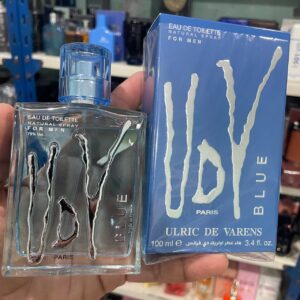 EAU DE TOILETTE
NATURAL SPRAY
FOR MEN
UDV
BLUE
PARIS
EAU DE TOILETTE
NATURAL SPRAY
FOR MEN
UDV
BLUE
PARIS
ULRIC DE VARENS
100 ml ℮
3.4 fl. oz.